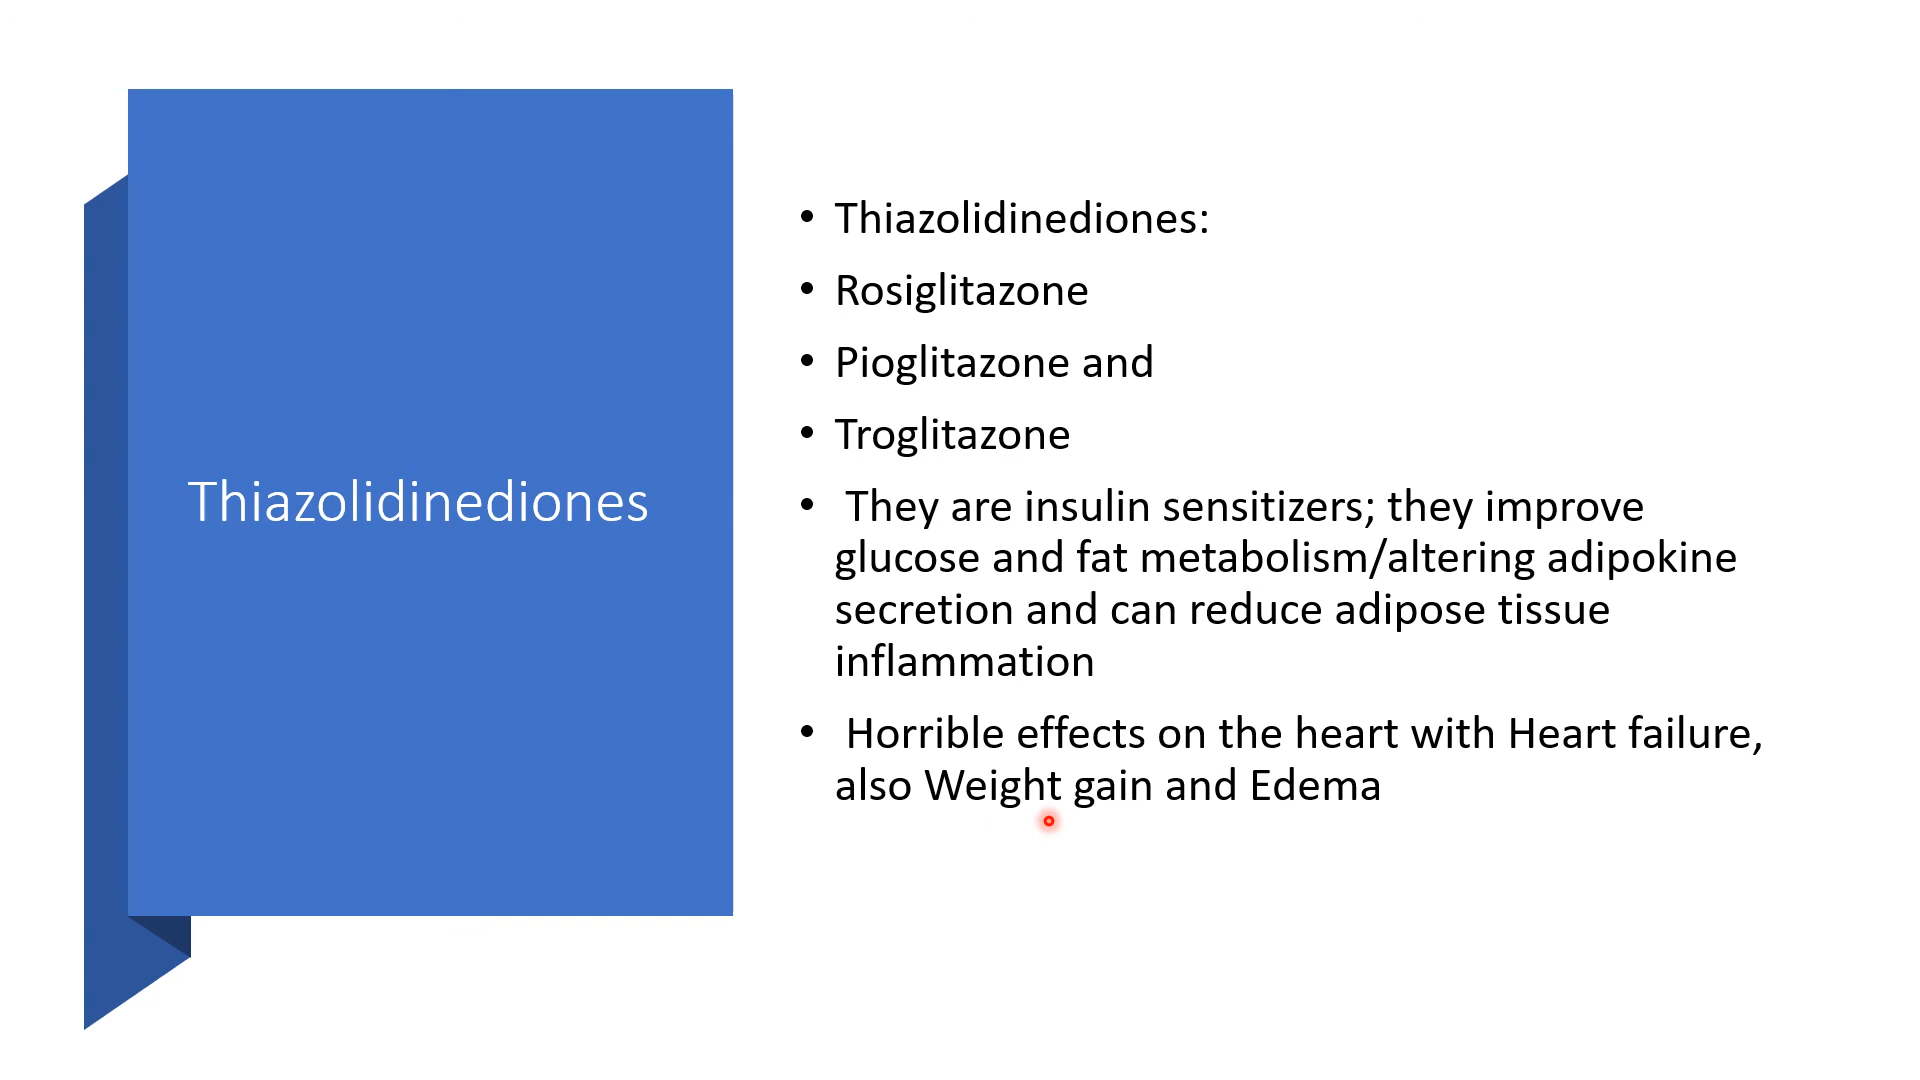 Thiazolidinediones
• Thiazolidinediones:
• Rosiglitazone
• Pioglitazone and
• Troglitazone
• They are insulin sensitizers; they improve
glucose and fat metabolism/altering adipokine
secretion and can reduce adipose tissue
inflammation
• Horrible effects on the heart with Heart failure,
also Weight gain and Edema